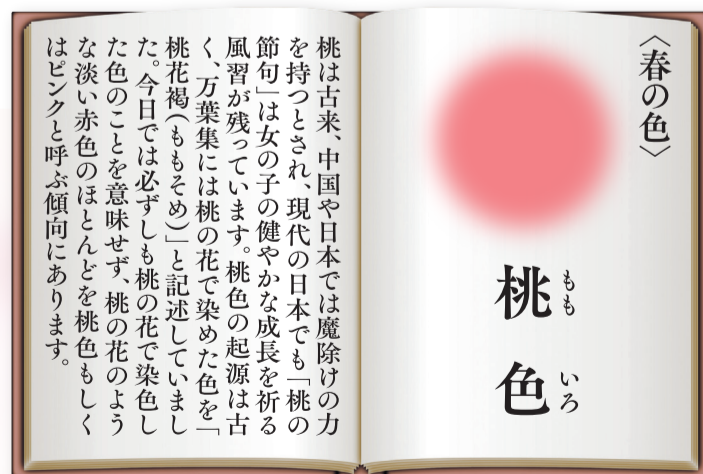 〈春の色〉
桃色
もも いろ
桃は古来、中国や日本では魔除けの力
を持つとされ、現代の日本でも「桃の
節句」は女の子の健やかな成長を祈る
風習が残っています。桃色の起源は古
く、万葉集には桃の花で染めた色を「
桃花褐(ももそめ)」と記述していまし
た。今日では必ずしも桃の花で染色し
た色のことを意味せず、桃の花のよう
な淡い赤色のほとんどを桃色もしく
はピンクと呼ぶ傾向にあります。